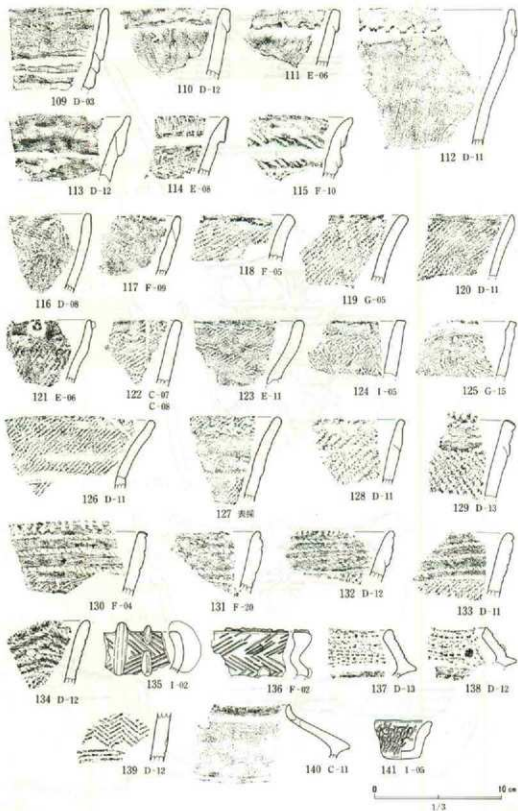 109 D-03
110 D-12
111 E-06
112 D-11
113 D-12
114 E-08
115 F-10
116 D-08
117 F-09
118 F-05
119 G-05
120 D-11
121 E-06
122 C-07
C-08
123 E-11
124 I-05
125 G-15
126 D-11
127 表採
128 D-11
129 D-13
130 F-04
131 F-20
132 D-12
133 D-11
134 D-12
135 I-02
136 F-02
137 D-13
138 D-12
139 D-12
140 C-11
141 I-05
0 10cm
1/3